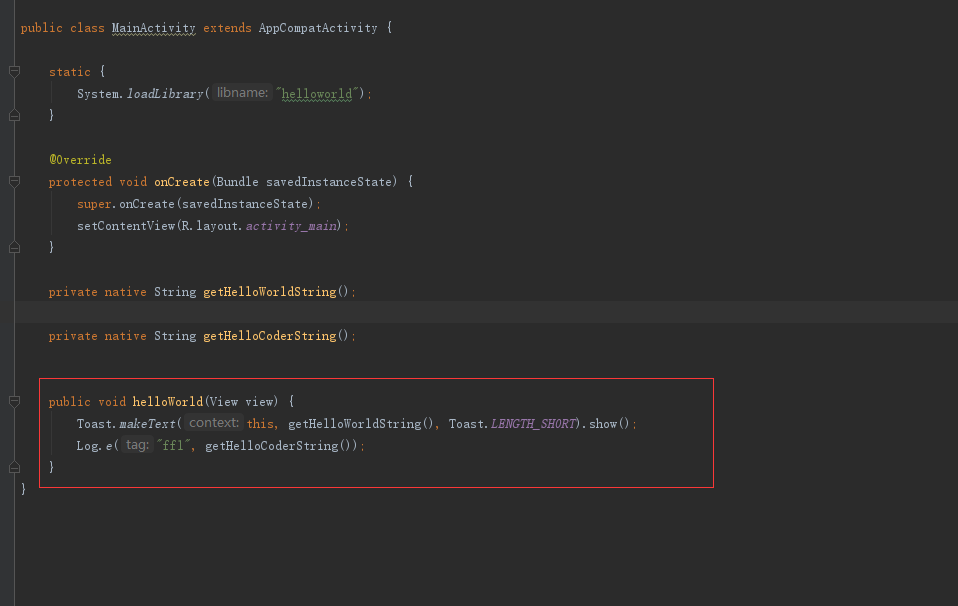 public class MainActivity extends AppCompatActivity {
static {
System.loadLibrary( libname: "helloworld");
}
@Override
protected void onCreate(Bundle savedInstanceState) {
super.onCreate(savedInstanceState);
setContentView(R.layout.activity_main);
}
private native String getHelloWorldString();
private native String getHelloCoderString();
public void helloWorld(View view) {
Toast.makeText( context: this, getHelloWorldString(), Toast.LENGTH_SHORT).show();
Log.e( tag: "ffl", getHelloCoderString());
}
}